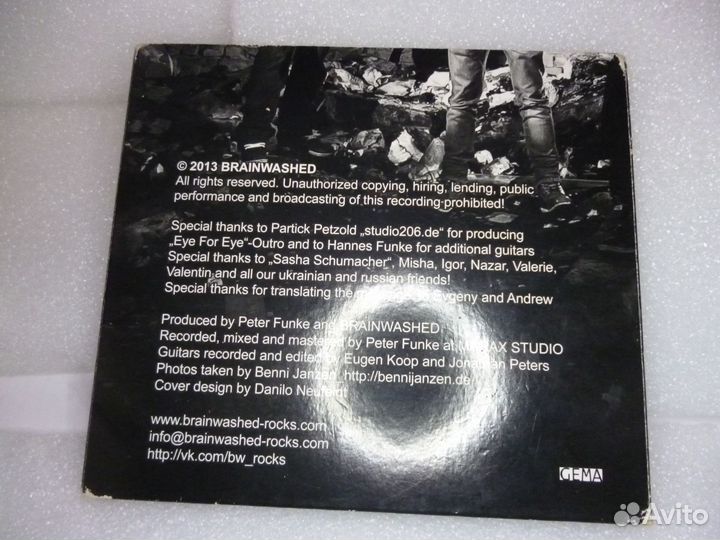 © 2013 BRAINWASHED
All rights reserved. Unauthorized copying, hiring, lending, public
performance and broadcasting of this recording prohibited!
Special thanks to Partick Petzold „studio206.de“ for producing
„Eye For Eye“-Outro and to Hannes Funke for additional guitars
Special thanks to „Sasha Schumacher“, Misha, Igor, Nazar, Valerie,
Valentin and all our ukrainian and russian friends!
Special thanks for translating the Evgeny and Andrew
Produced by Peter Funke and BRAINWASHED
Recorded, mixed and mastered by Peter Funke at STUDIO
Guitars recorded and edited by Eugen Koop and Jonathan Peters
Photos taken by Benni Janzen, http://bennijanzen.de
Cover design by Danilo Neufeldt
www.brainwashed-rocks.com
info@brainwashed-rocks.com
http://vk.com/bw_rocks
GEMA
Avito